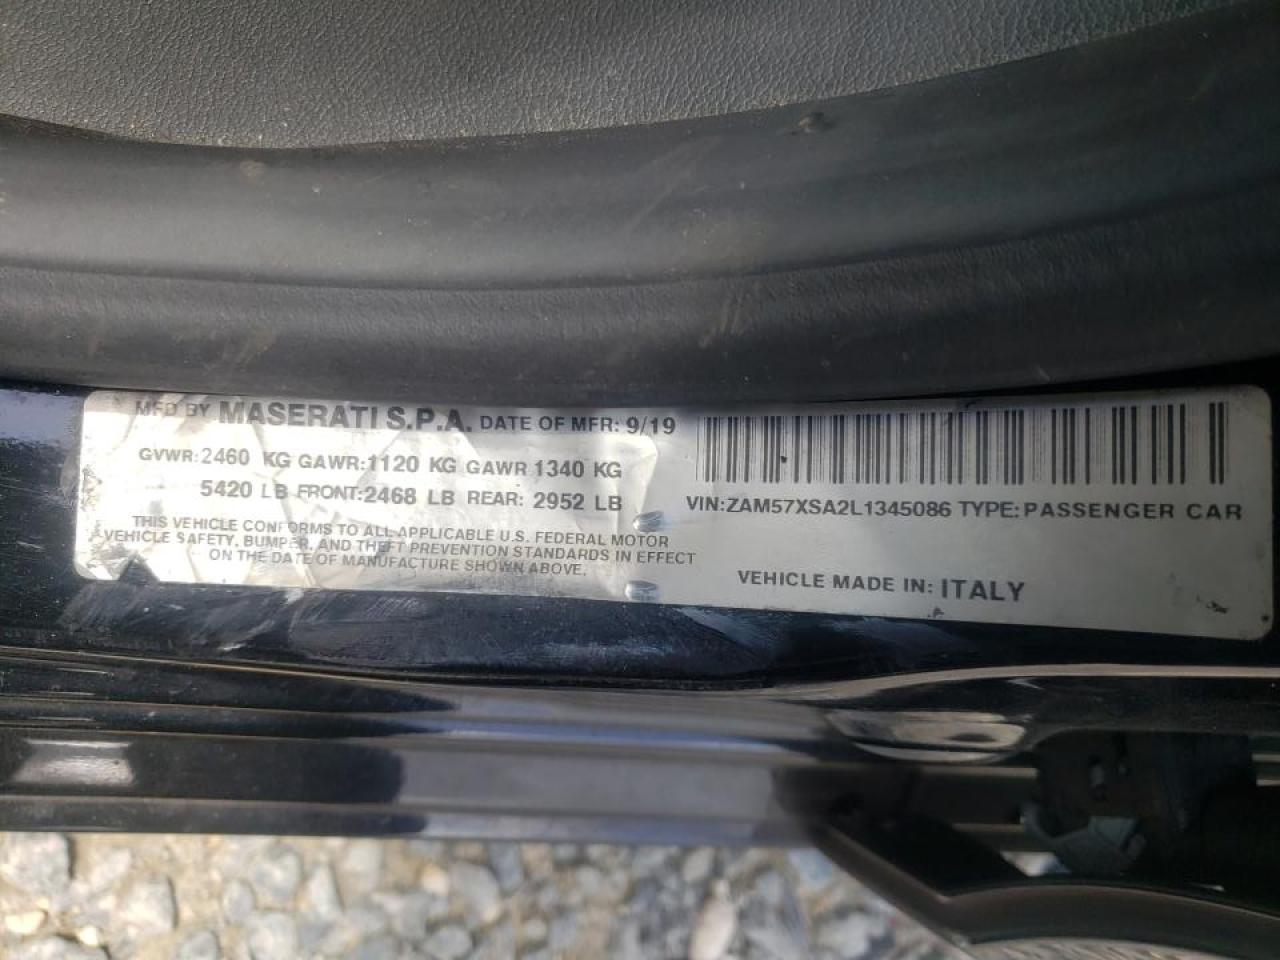 MFD BY MASERATI S.P.A. DATE OF MFR: 9/19
GVWR: 2460 KG GAWR: 1120 KG GAWR 1340 KG
5420 LB FRONT: 2468 LB REAR: 2952 LB
THIS VEHICLE CONFORMS TO ALL APPLICABLE U.S. FEDERAL MOTOR
VEHICLE SAFETY, BUMPER, AND THEFT PREVENTION STANDARDS IN EFFECT
ON THE DATE OF MANUFACTURE SHOWN ABOVE.
VIN: ZAM57XSA2L1345086 TYPE: PASSENGER CAR
VEHICLE MADE IN: ITALY